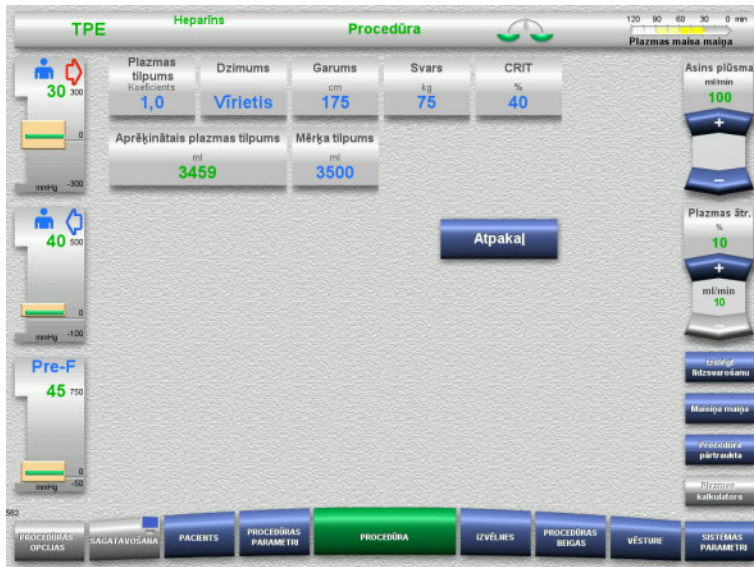 TPE
Heparīns
Procedūra
120 90 60 30 0 min
Plazmas maisa maiņa
30
300
0
-300
mmHg
40
500
0
-100
mmHg
Pre-F
45
750
0
-50
mmHg
582
Plazmas
tilpums
Koeficients
1,0
Dzimums
Vīrietis
Garums
cm
175
Svars
kg
75
CRIT
%
40
Aprēķinātais plazmas tilpums
ml
3459
Mērķa tilpums
ml
3500
Atpakaļ
Asins plūsma
ml/min
100
+
−
Plazmas ātr.
%
10
+
ml/min
10
−
Izslēgt
līdzsvarošanu
Maisiņa maiņa
Procedūra
pārtraukta
Plazmas
kalkulators
PROCEDŪRAS
OPCIJAS
SAGATAVOŠANA
PACIENTS
PROCEDŪRAS
PARAMETRI
PROCEDŪRA
IZVĒLNES
PROCEDŪRAS
BEIGAS
VĒSTURE
SISTĒMAS
PARAMETRI